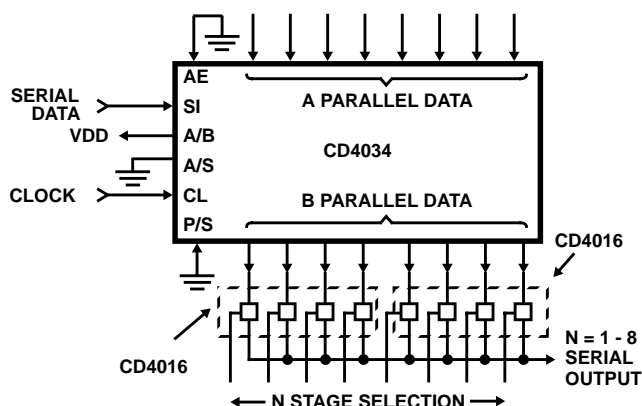 AE
SERIAL
DATA
SI
A PARALLEL DATA
VDD
A/B
CD4034
A/S
CLOCK
CL
B PARALLEL DATA
P/S
CD4016
CD4016
N = 1 - 8
SERIAL
OUTPUT
N STAGE SELECTION